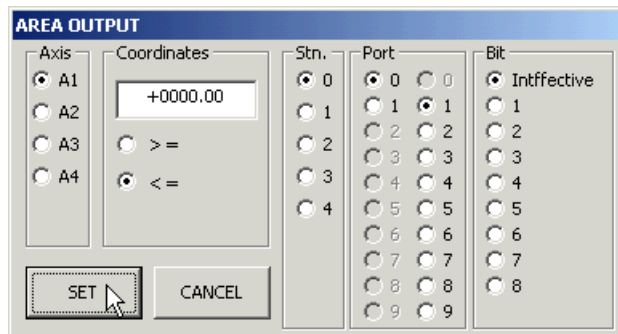 AREA OUTPUT
Axis
A1
A2
A3
A4
Coordinates
+0000.00
> =
< =
Stn.
0
1
2
3
4
Port
0 0
1 1
2 2
3 3
4 4
5 5
6 6
7 7
8 8
9 9
Bit
Intffective
1
2
3
4
5
6
7
8
SET
CANCEL